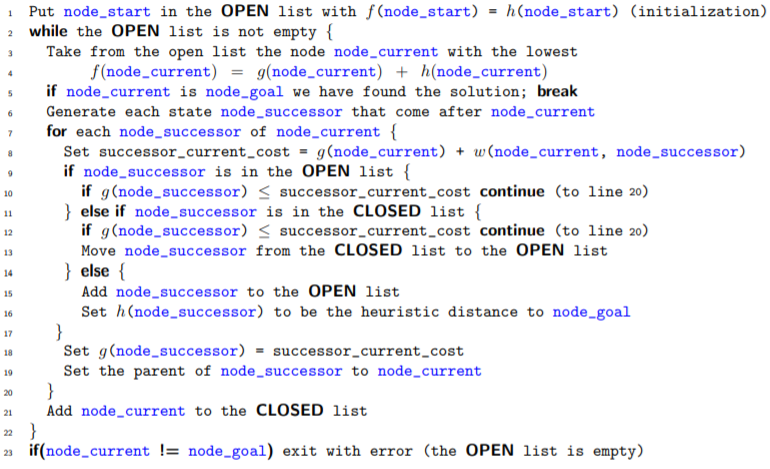 1 Put node_start in the OPEN list with f(node_start) = h(node_start) (initialization)
2 while the OPEN list is not empty {
3 Take from the open list the node node_current with the lowest
4 f(node_current) = g(node_current) + h(node_current)
5 if node_current is node_goal we have found the solution; break
6 Generate each state node_successor that come after node_current
7 for each node_successor of node_current {
8 Set successor_current_cost = g(node_current) + w(node_current, node_successor)
9 if node_successor is in the OPEN list {
10 if g(node_successor) ≤ successor_current_cost continue (to line 20)
11 } else if node_successor is in the CLOSED list {
12 if g(node_successor) ≤ successor_current_cost continue (to line 20)
13 Move node_successor from the CLOSED list to the OPEN list
14 } else {
15 Add node_successor to the OPEN list
16 Set h(node_successor) to be the heuristic distance to node_goal
17 }
18 Set g(node_successor) = successor_current_cost
19 Set the parent of node_successor to node_current
20 }
21 Add node_current to the CLOSED list
22 }
23 if(node_current != node_goal) exit with error (the OPEN list is empty)